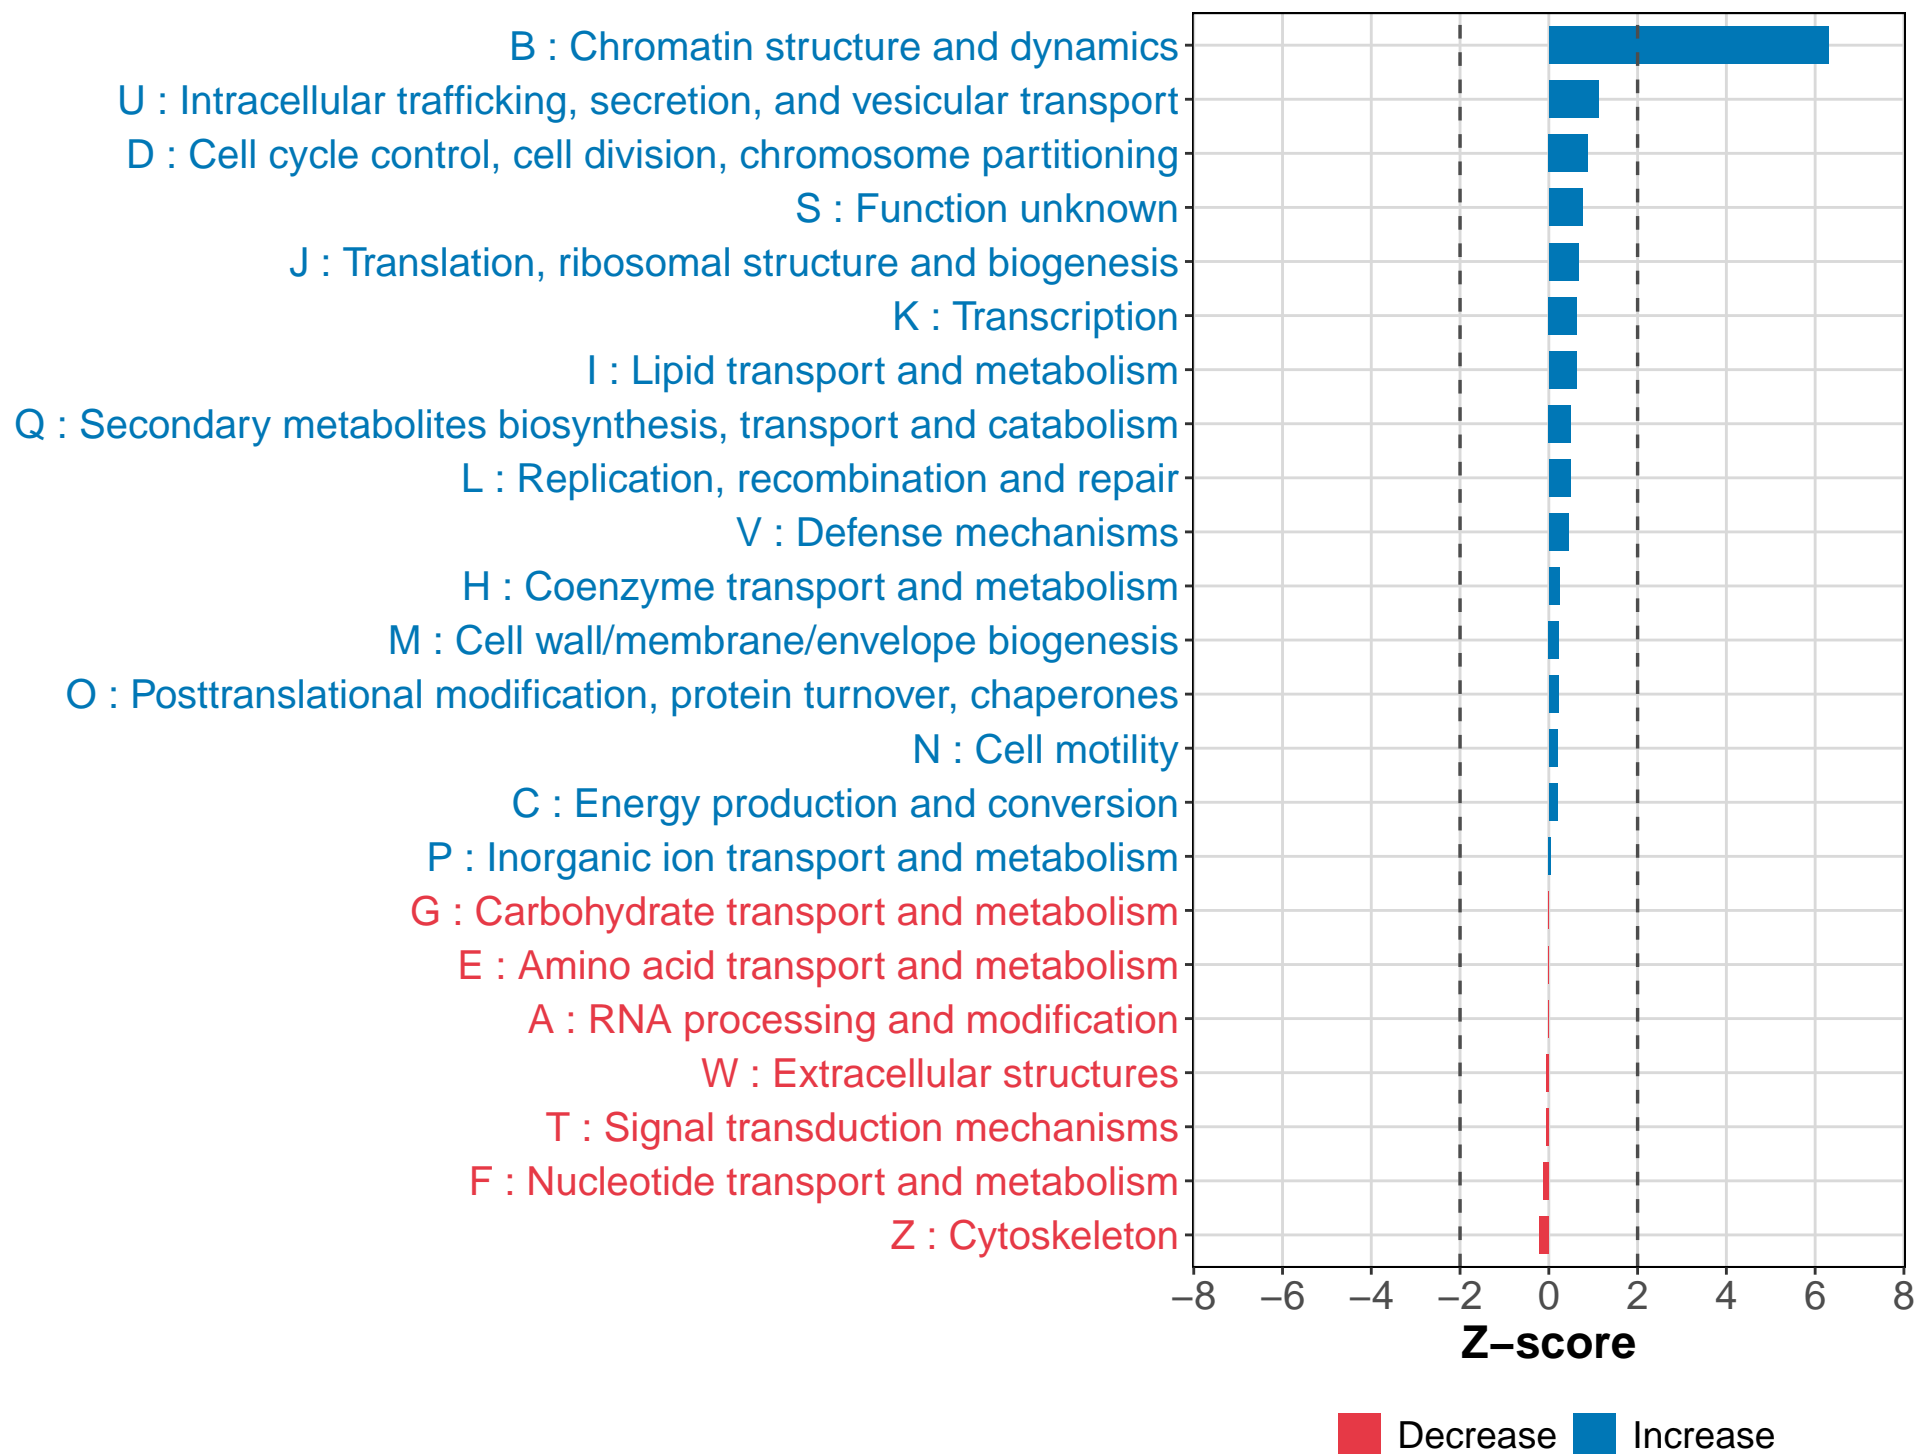 B : Chromatin structure and dynamics
U : Intracellular trafficking, secretion, and vesicular transport
D : Cell cycle control, cell division, chromosome partitioning
S : Function unknown
J : Translation, ribosomal structure and biogenesis
K : Transcription
I : Lipid transport and metabolism
Q : Secondary metabolites biosynthesis, transport and catabolism
L : Replication, recombination and repair
V : Defense mechanisms
H : Coenzyme transport and metabolism
M : Cell wall/membrane/envelope biogenesis
O : Posttranslational modification, protein turnover, chaperones
N : Cell motility
C : Energy production and conversion
P : Inorganic ion transport and metabolism
G : Carbohydrate transport and metabolism
E : Amino acid transport and metabolism
A : RNA processing and modification
W : Extracellular structures
T : Signal transduction mechanisms
F : Nucleotide transport and metabolism
Z : Cytoskeleton
−8 −6 −4 −2 0 2 4 6 8
Z−score
Decrease Increase